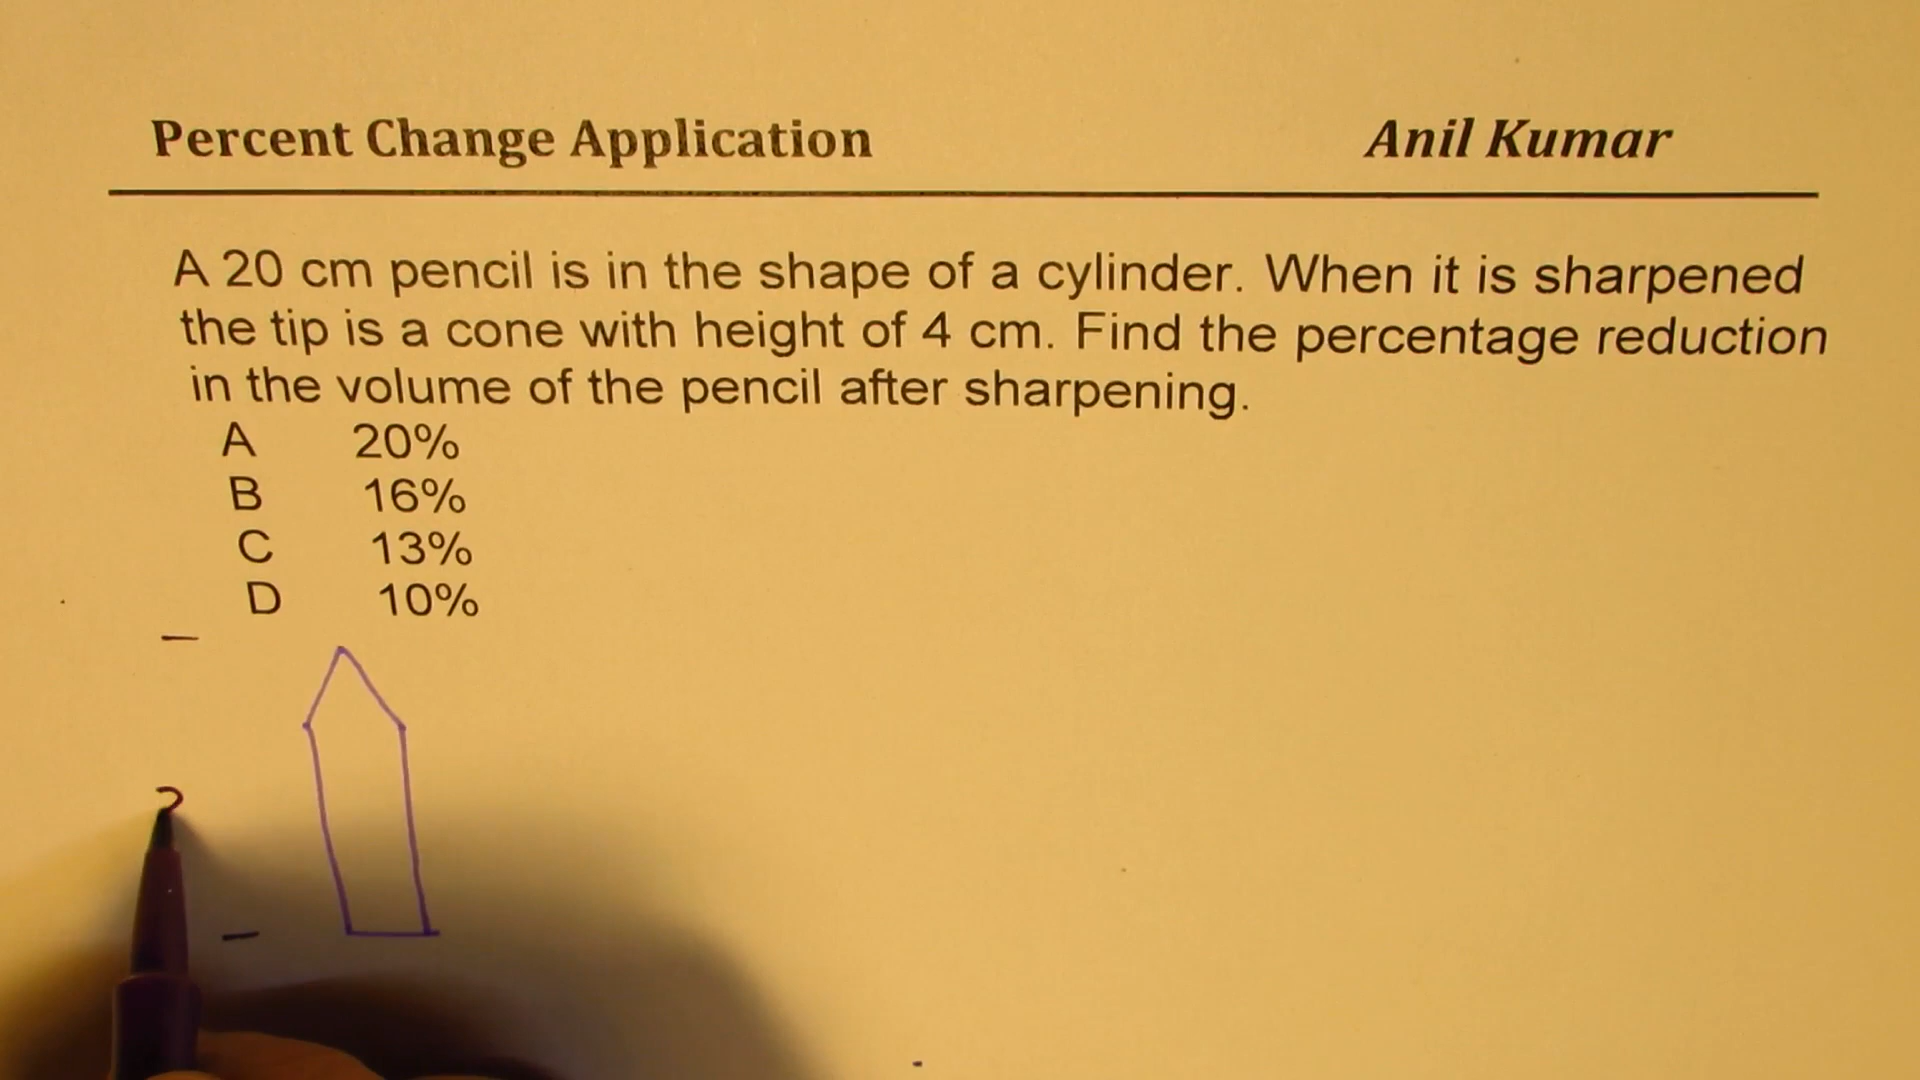 Percent Change Application Anil Kumar
A 20 cm pencil is in the shape of a cylinder. When it is sharpened
the tip is a cone with height of 4 cm. Find the percentage reduction
in the volume of the pencil after sharpening.
A 20%
B 16%
C 13%
D 10%